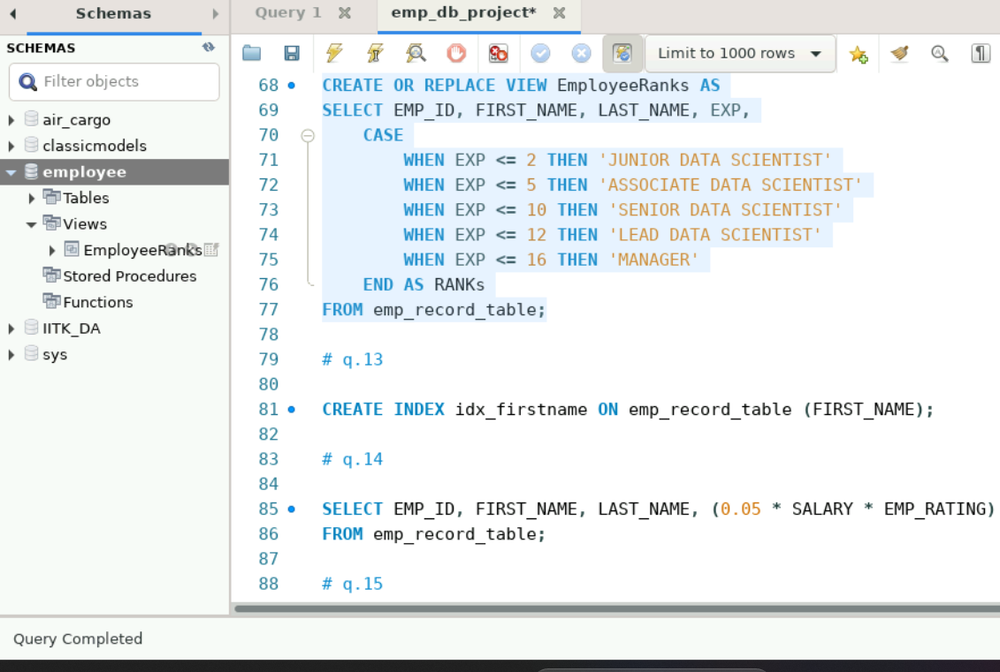 Schemas
Query 1
emp_db_project*
SCHEMAS
Filter objects
Limit to 1000 rows
air_cargo
classicmodels
employee
Tables
Views
EmployeeRanks
Stored Procedures
Functions
IITK_DA
sys
68 CREATE OR REPLACE VIEW EmployeeRanks AS
69 SELECT EMP_ID, FIRST_NAME, LAST_NAME, EXP,
70 CASE
71 WHEN EXP <= 2 THEN 'JUNIOR DATA SCIENTIST'
72 WHEN EXP <= 5 THEN 'ASSOCIATE DATA SCIENTIST'
73 WHEN EXP <= 10 THEN 'SENIOR DATA SCIENTIST'
74 WHEN EXP <= 12 THEN 'LEAD DATA SCIENTIST'
75 WHEN EXP <= 16 THEN 'MANAGER'
76 END AS RANKs
77 FROM emp_record_table;
78
79 # q.13
80
81 CREATE INDEX idx_firstname ON emp_record_table (FIRST_NAME);
82
83 # q.14
84
85 SELECT EMP_ID, FIRST_NAME, LAST_NAME, (0.05 * SALARY * EMP_RATING)
86 FROM emp_record_table;
87
88 # q.15
Query Completed